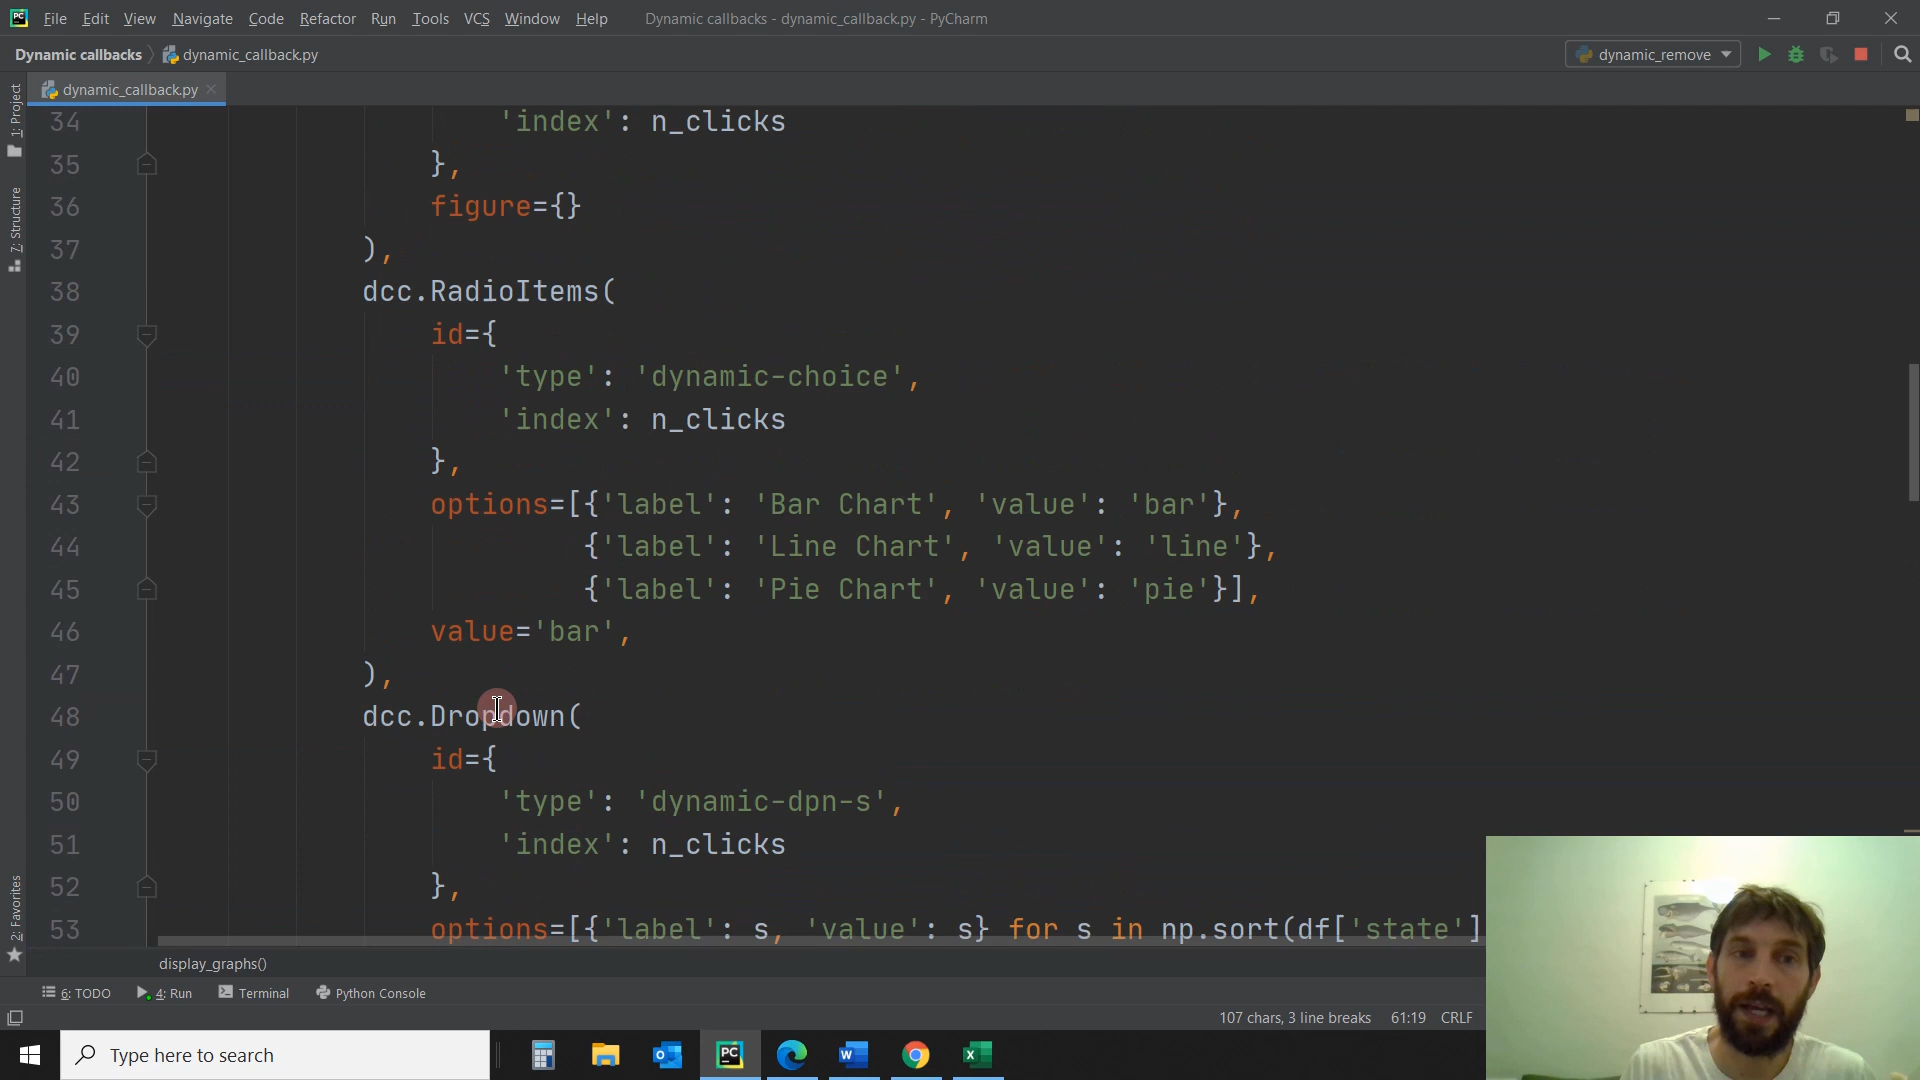 File Edit View Navigate Code Refactor Run Tools VCS Window Help Dynamic callbacks - dynamic_callback.py - PyCharm
Dynamic callbacks dynamic_callback.py dynamic_remove
dynamic_callback.py
1: Project
7: Structure
2: Favorites
34 'index': n_clicks
35 },
36 figure={}
37 ),
38 dcc.RadioItems(
39 id={
40 'type': 'dynamic-choice',
41 'index': n_clicks
42 },
43 options=[{'label': 'Bar Chart', 'value': 'bar'},
44 {'label': 'Line Chart', 'value': 'line'},
45 {'label': 'Pie Chart', 'value': 'pie'}],
46 value='bar',
47 ),
48 dcc.Dropdown(
49 id={
50 'type': 'dynamic-dpn-s',
51 'index': n_clicks
52 },
53 options=[{'label': s, 'value': s} for s in np.sort(df['state']
display_graphs()
6: TODO 4: Run Terminal Python Console
107 chars, 3 line breaks 61:19 CRLF
Type here to search